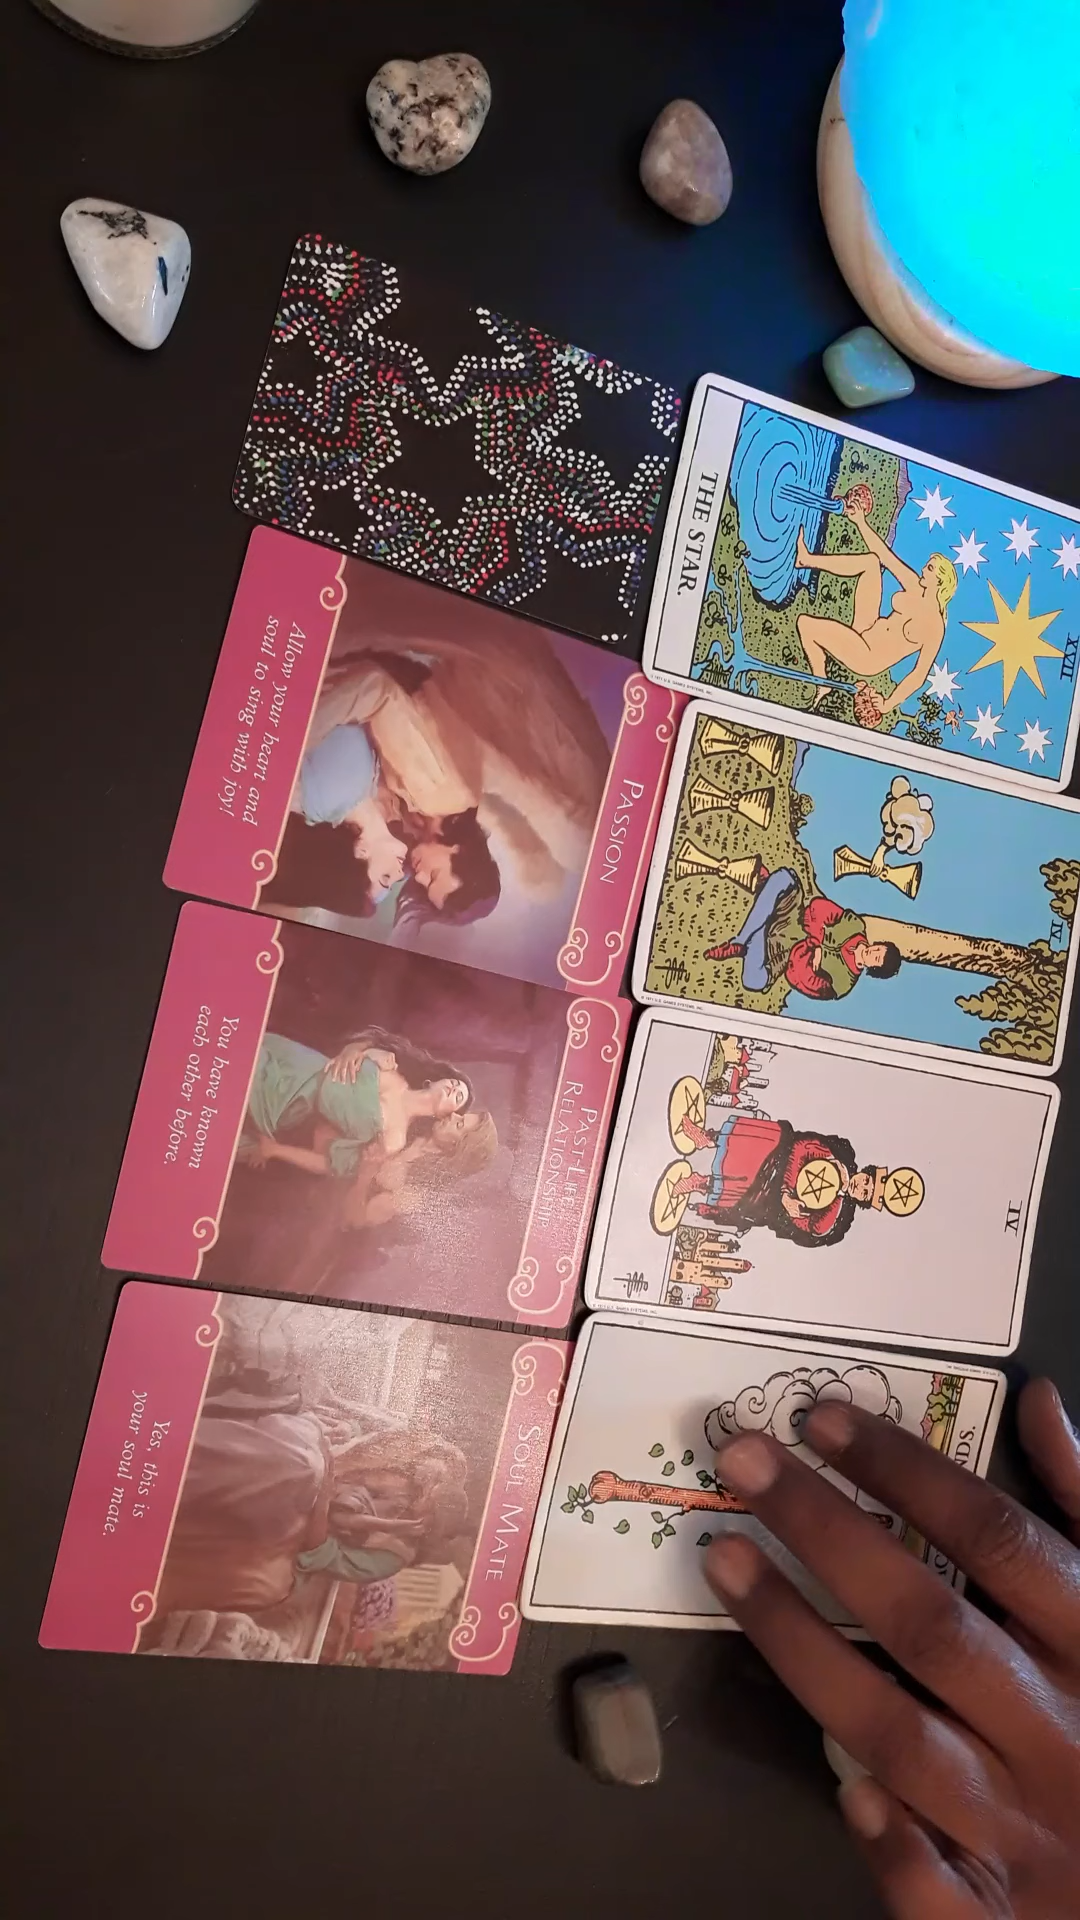 THE STAR.
XVII
PASSION
Allow your heart and
soul to sing with joy!
IV
PAST-LIFE
RELATIONSHIP
You have known
each other before.
IV
SOUL MATE
Yes, this is
your soul mate.